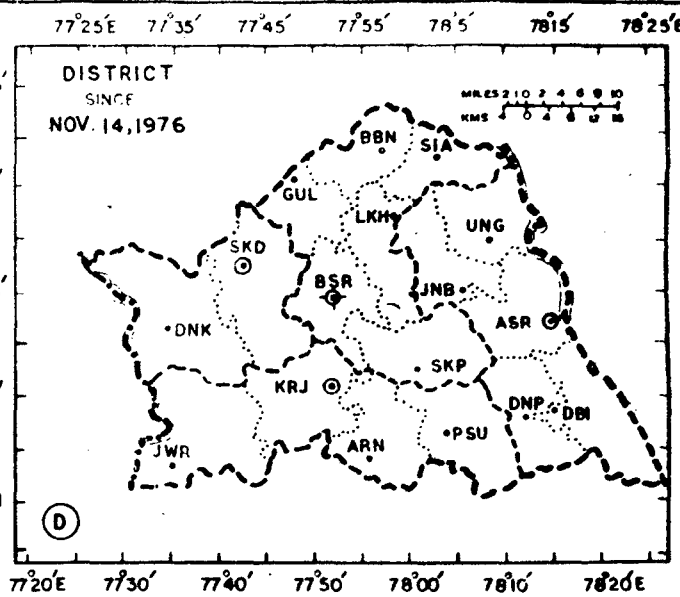 77°25'E 77°35' 77°45' 77°55' 78°5' 78°15' 78°25'E
DISTRICT
SINCE
NOV. 14,1976
MILES 2 1 0 2 4 6 8 10
KMS 4 0 4 8 12 16
BBN
SIA
GUL
LKH
UNG
SKD
BSR
JNB
ASR
DNK
SKP
KRJ
DNP
DBI
PSU
ARN
JWR
D
77°20'E 77°30' 77°40' 77°50' 78°00' 78°10' 78°20'E